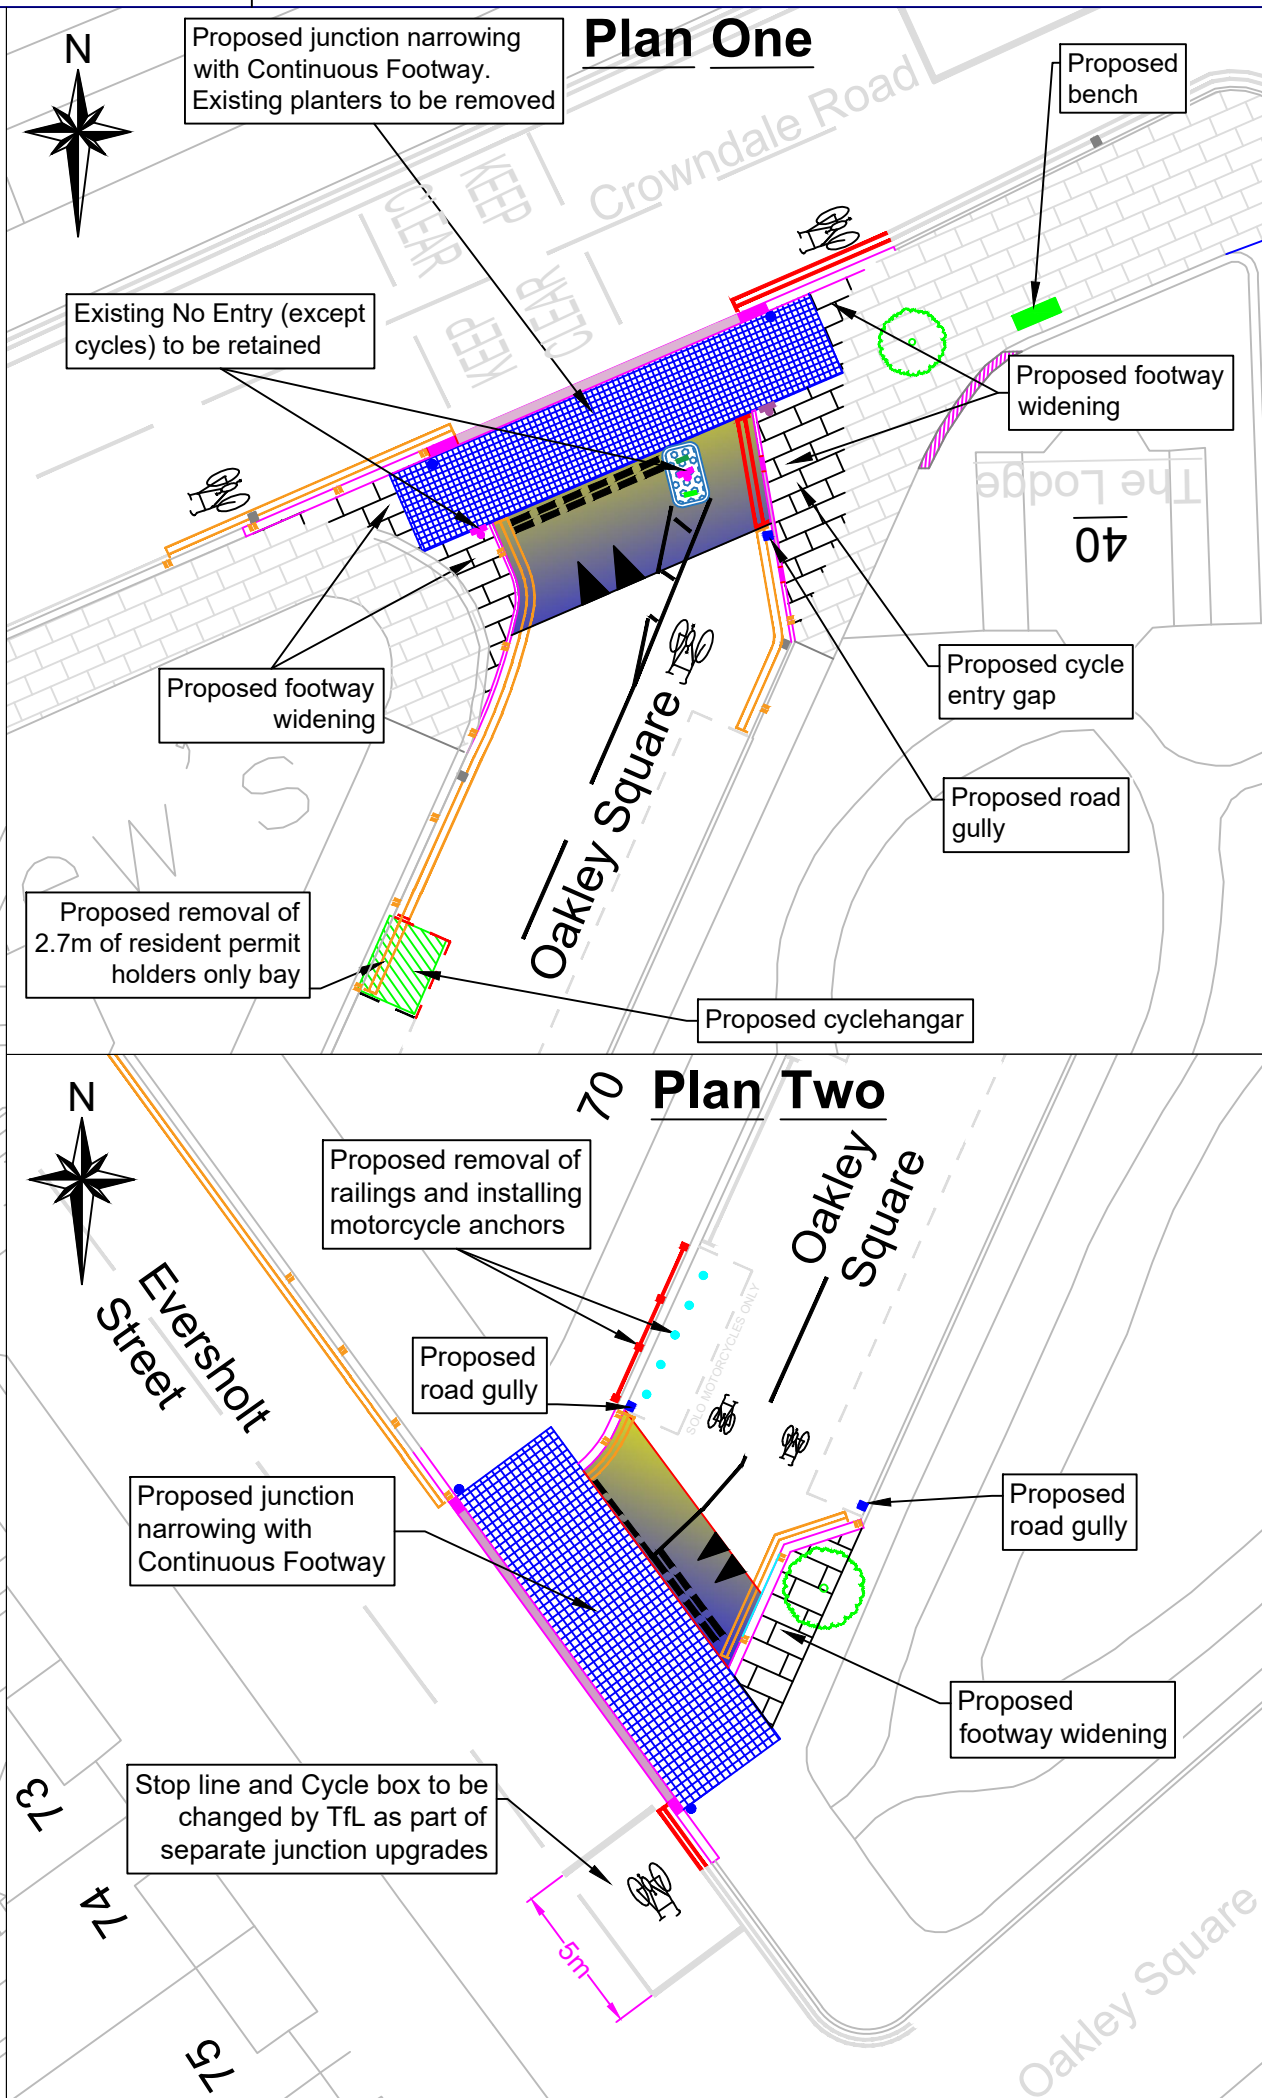 Plan One
N
Proposed junction narrowing
with Continuous Footway.
Existing planters to be removed
Proposed
bench
Crowndale Road
KEEP
CLEAR
KEEP
CLEAR
Existing No Entry (except
cycles) to be retained
Proposed footway
widening
The Lodge
40
Proposed footway
widening
Proposed cycle
entry gap
Proposed road
gully
Oakley Square
ew's
Proposed removal of
2.7m of resident permit
holders only bay
Proposed cyclehangar
Plan Two
N
70
Proposed removal of
railings and installing
motorcycle anchors
Oakley
Square
SOLO MOTORCYCLES ONLY
Eversholt
Street
Proposed
road gully
Proposed junction
narrowing with
Continuous Footway
Proposed
road gully
Proposed
footway widening
Stop line and Cycle box to be
changed by TfL as part of
separate junction upgrades
5m
73
74
75
Oakley Square